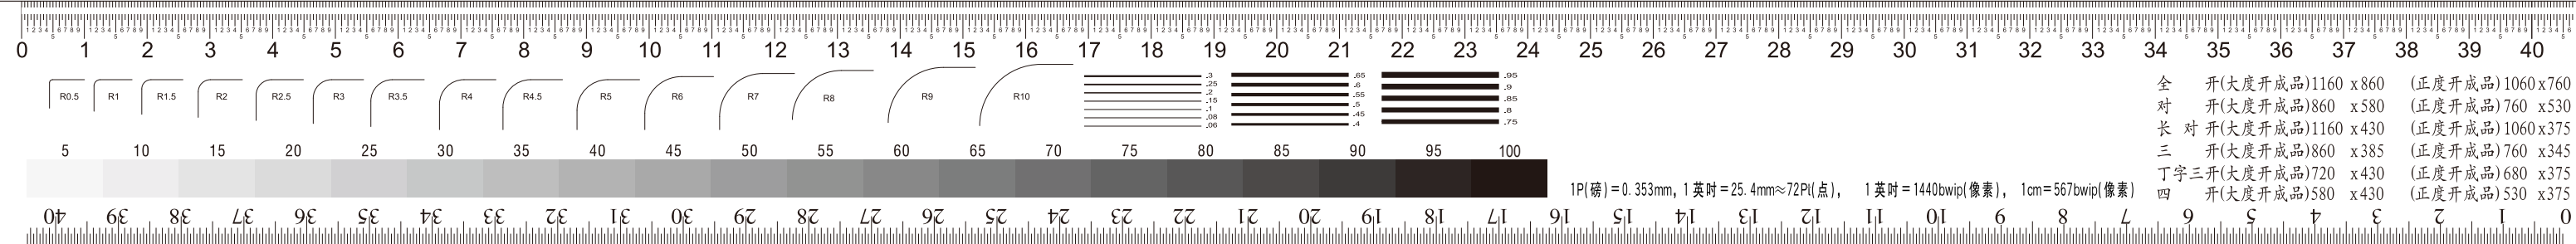 0 1 2 3 4 5 6 7 8 9 10 11 12 13 14 15 16 17 18 19 20 21 22 23 24 25 26 27 28 29 30 31 32 33 34 35 36 37 38 39 40
R0.5 R1 R1.5 R2 R2.5 R3 R3.5 R4 R4.5 R5 R6 R7 R8 R9 R10
.3 .65 .95
.25 .6 .9
.2 .55 .85
.15 .5 .8
.1 .45 .75
.08 .4
.06
全 开(大度开成品)1160 x860 (正度开成品)1060x760
对 开(大度开成品)860 x580 (正度开成品)760 x530
长 对 开(大度开成品)1160 x430 (正度开成品)1060x375
三 开(大度开成品)860 x385 (正度开成品)760 x345
丁字三开(大度开成品)720 x430 (正度开成品)680 x375
四 开(大度开成品)580 x430 (正度开成品)530 x375
5 10 15 20 25 30 35 40 45 50 55 60 65 70 75 80 85 90 95 100
1P(磅)=0.353mm, 1英吋=25.4mm≈72Pt(点), 1英吋=1440bwip(像素), 1cm=567bwip(像素)
40 39 38 37 36 35 34 33 32 31 30 29 28 27 26 25 24 23 22 21 20 19 18 17 16 15 14 13 12 11 10 9 8 7 6 5 4 3 2 1 0